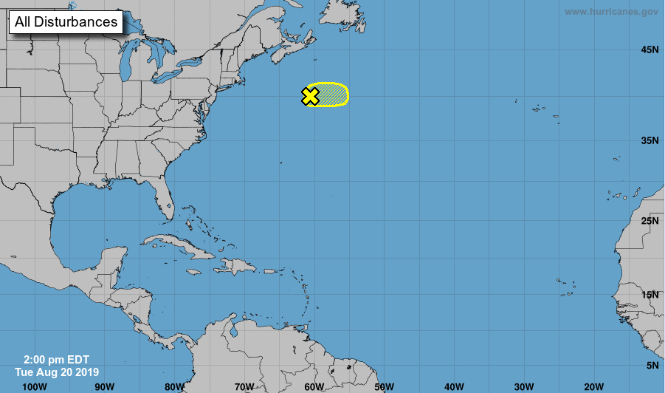 All Disturbances
www.hurricanes.gov
45N
35N
25N
15N
5N
2:00 pm EDT
Tue Aug 20 2019
100W 90W 80W 70W 60W 50W 40W 30W 20W